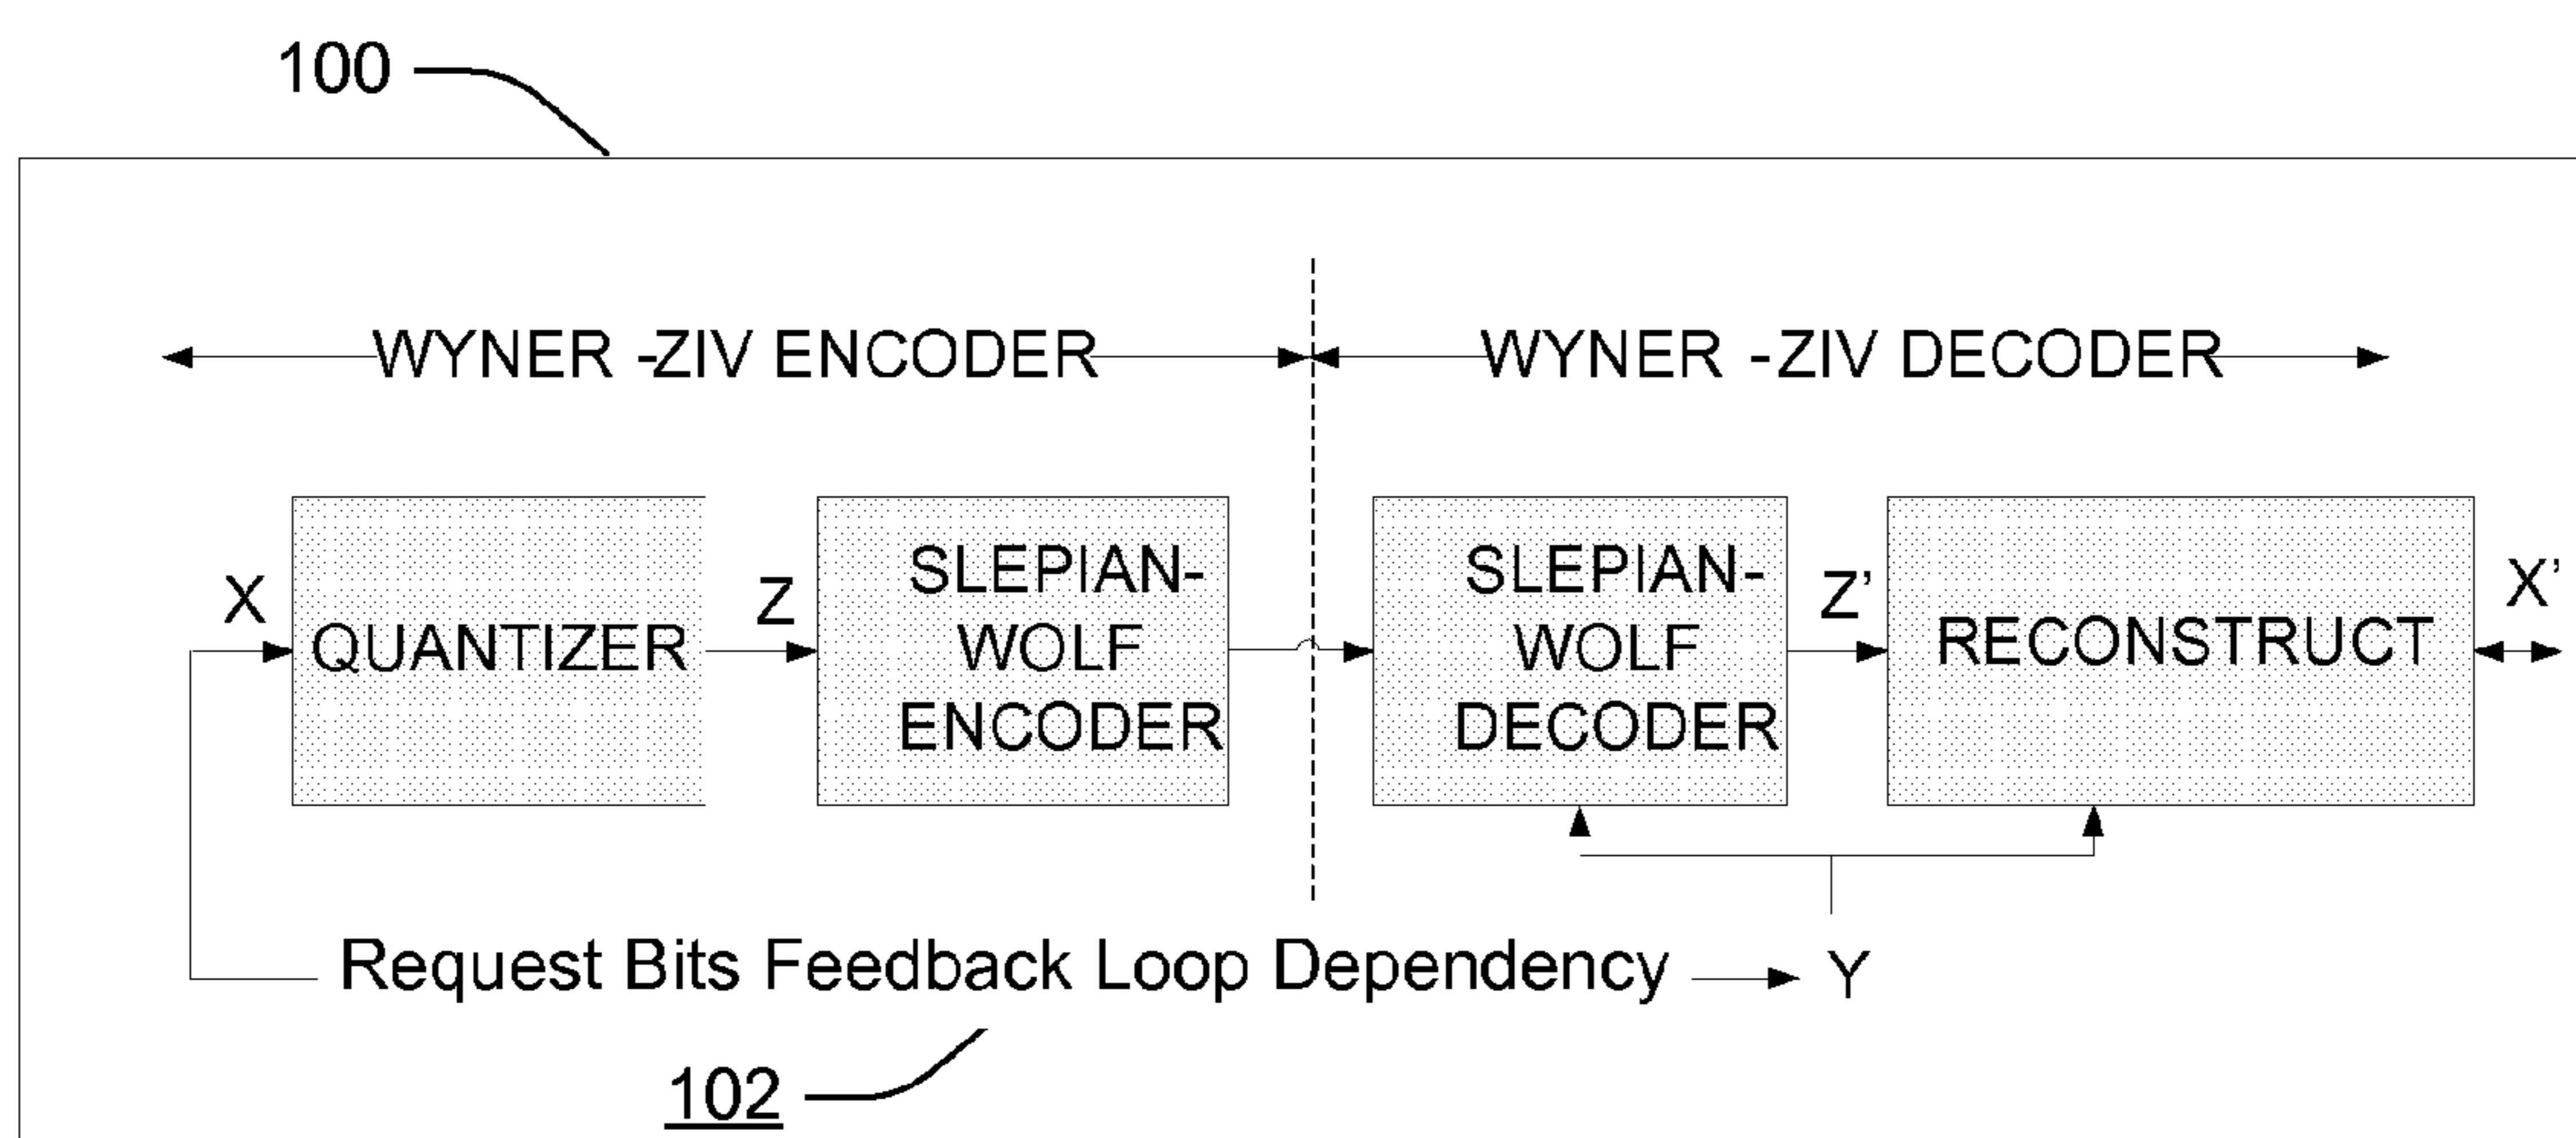 100
WYNER -ZIV ENCODER
WYNER -ZIV DECODER
X
QUANTIZER
Z
SLEPIAN-
WOLF
ENCODER
SLEPIAN-
WOLF
DECODER
Z'
RECONSTRUCT
X'
Request Bits Feedback Loop Dependency
Y
102